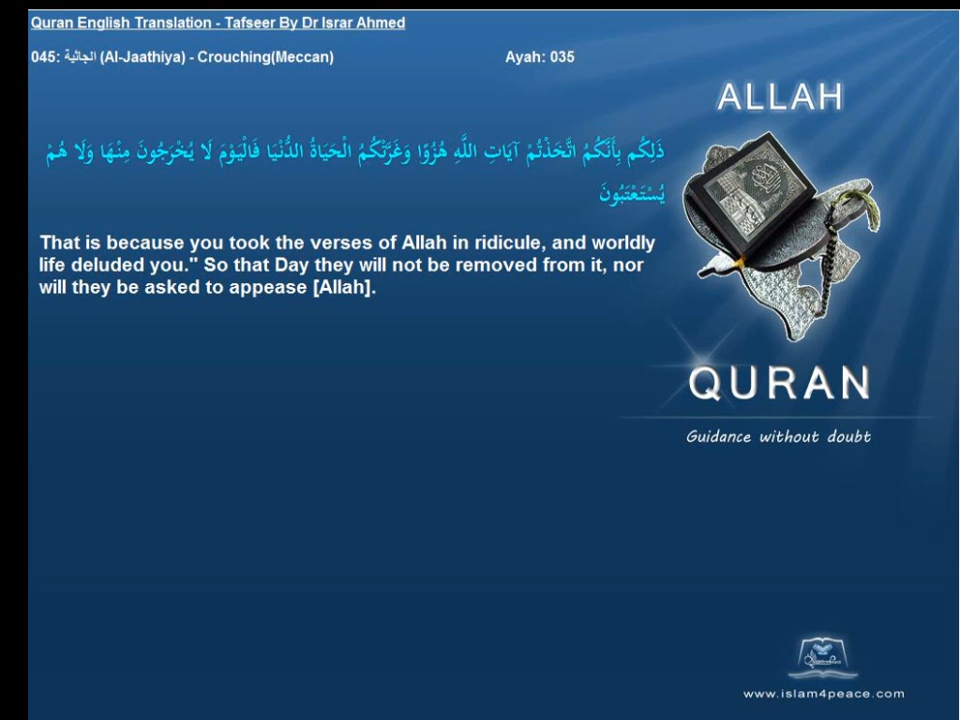 Quran English Translation - Tafseer By Dr Israr Ahmed
045: الجاثية (Al-Jaathiya) - Crouching(Meccan) Ayah: 035
ALLAH
ذَلِكُم بِأَنَّكُمُ اتَّخَذْتُمْ آيَاتِ اللَّهِ هُزُوًا وَغَرَّتْكُمُ الْحَيَاةُ الدُّنْيَا فَالْيَوْمَ لَا يُخْرَجُونَ مِنْهَا وَلَا هُمْ
يُسْتَعْتَبُونَ
That is because you took the verses of Allah in ridicule, and worldly
life deluded you." So that Day they will not be removed from it, nor
will they be asked to appease [Allah].
QURAN
Guidance without doubt
www.islam4peace.com